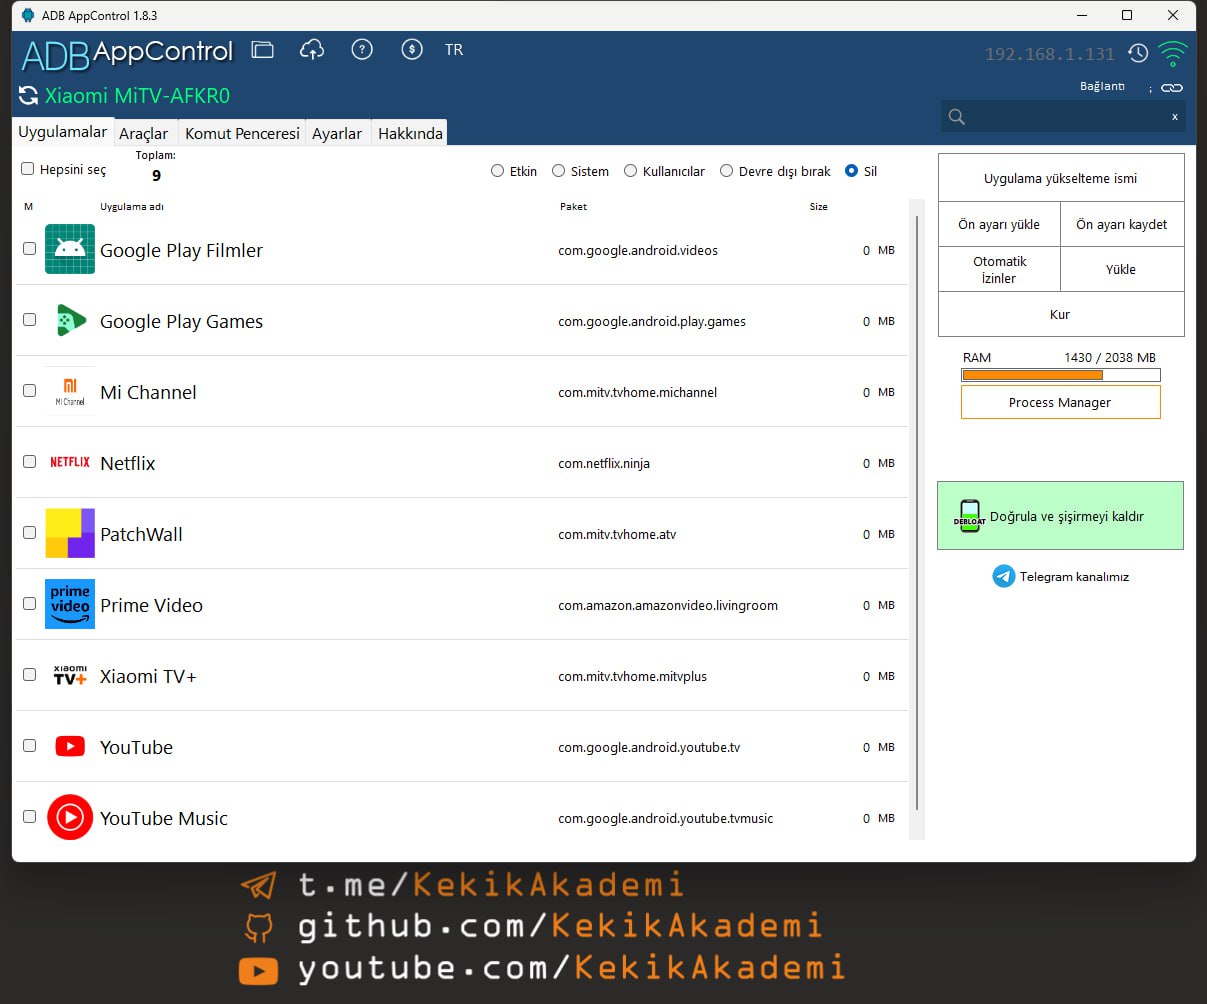 ADB AppControl 1.8.3
ADB AppControl
TR
192.168.1.131
Xiaomi MiTV-AFKR0
Bağlantı ;
x
Uygulamalar
Araçlar
Komut Penceresi
Ayarlar
Hakkında
Hepsini seç
Toplam:
9
Etkin
Sistem
Kullanıcılar
Devre dışı bırak
Sil
M
Uygulama adı
Paket
Size
Google Play Filmler
com.google.android.videos
0 MB
Google Play Games
com.google.android.play.games
0 MB
mi
Mi Channel
Mi Channel
com.mitv.tvhome.michannel
0 MB
NETFLIX
Netflix
com.netflix.ninja
0 MB
PatchWall
com.mitv.tvhome.atv
0 MB
prime
video
Prime Video
com.amazon.amazonvideo.livingroom
0 MB
xiaomi
TV+
Xiaomi TV+
com.mitv.tvhome.mitvplus
0 MB
YouTube
com.google.android.youtube.tv
0 MB
YouTube Music
com.google.android.youtube.tvmusic
0 MB
Uygulama yükselteme ismi
Ön ayarı yükle
Ön ayarı kaydet
Otomatik
İzinler
Yükle
Kur
RAM
1430 / 2038 MB
Process Manager
DEBLOAT
Doğrula ve şişirmeyi kaldır
Telegram kanalımız
t.me/KekikAkademi
github.com/KekikAkademi
youtube.com/KekikAkademi